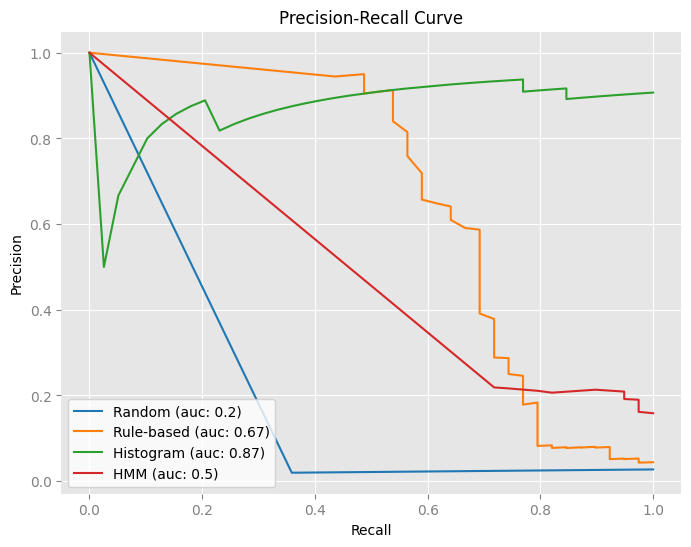 Precision-Recall Curve
Precision
1.0
0.8
0.6
0.4
0.2
0.0
Random (auc: 0.2)
Rule-based (auc: 0.67)
Histogram (auc: 0.87)
HMM (auc: 0.5)
0.0 0.2 0.4 0.6 0.8 1.0
Recall